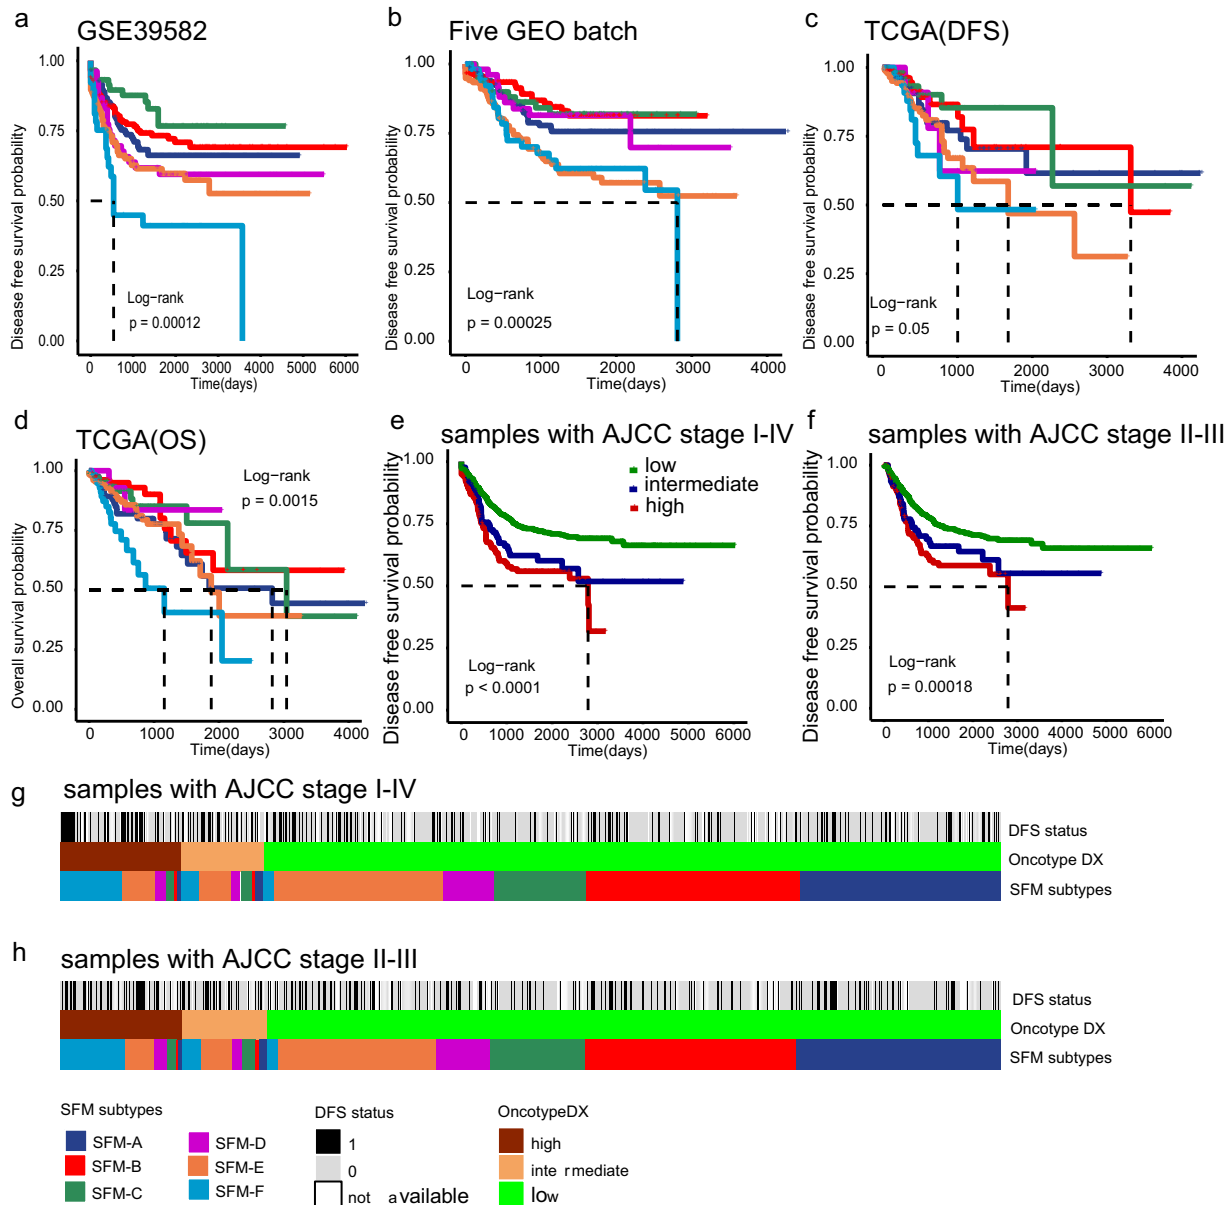 a
GSE39582
Disease free survival probability
1.00
0.75
0.50
0.25
0.00
Log−rank
p = 0.00012
0 1000 2000 3000 4000 5000 6000
Time(days)
b
Five GEO batch
Disease free survival probability
1.00
0.75
0.50
0.25
0.00
Log−rank
p = 0.00025
0 1000 2000 3000 4000
Time(days)
c
TCGA(DFS)
Disease free survival probability
1.00
0.75
0.50
0.25
0.00
Log−rank
p = 0.05
0 1000 2000 3000 4000
Time(days)
d
TCGA(OS)
Overall survival probability
1.00
0.75
0.50
0.25
0.00
Log−rank
p = 0.0015
0 1000 2000 3000 4000
Time(days)
e
samples with AJCC stage I-IV
Disease free survival probability
1.00
0.75
0.50
0.25
0.00
low
intermediate
high
Log−rank
p < 0.0001
0 1000 2000 3000 4000 5000 6000
Time(days)
f
samples with AJCC stage II-III
Disease free survival probability
1.00
0.75
0.50
0.25
0.00
Log−rank
p = 0.00018
0 1000 2000 3000 4000 5000 6000
Time(days)
g
samples with AJCC stage I-IV
DFS status
Oncotype DX
SFM subtypes
h
samples with AJCC stage II-III
DFS status
Oncotype DX
SFM subtypes
SFM subtypes
SFM-A
SFM-B
SFM-C
SFM-D
SFM-E
SFM-F
DFS status
1
0
not available
OncotypeDX
high
inte rmediate
low